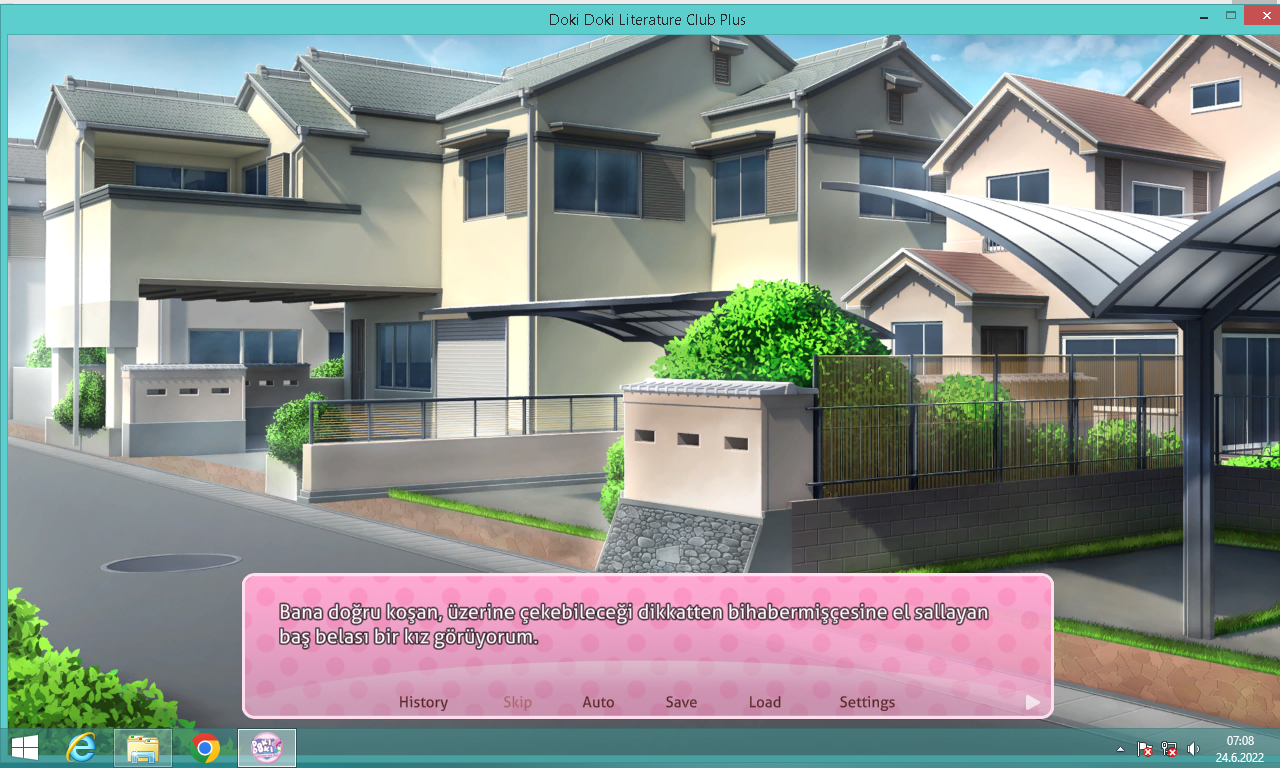 Doki Doki Literature Club Plus
Bana doğru koşan, üzerine çekebileceği dikkatten bihabermişçesine el sallayan
baş belası bir kız görüyorum.
History Skip Auto Save Load Settings
07:08
24.6.2022